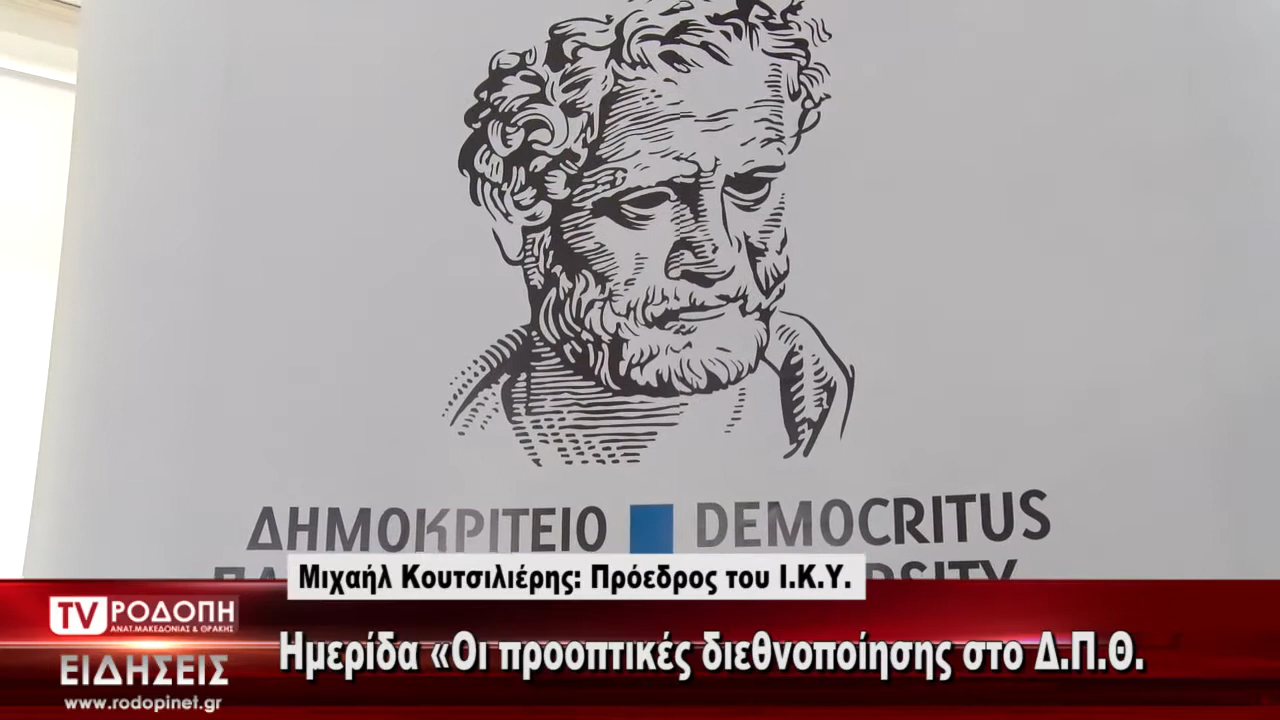 ΔΗΜΟΚΡΙΤΕΙΟ
DEMOCRITUS
Μιχαήλ Κουτσιλιέρης: Πρόεδρος του Ι.Κ.Υ.
TV ΡΟΔΟΠΗ
ΑΝΑΤ.ΜΑΚΕΔΟΝΙΑΣ & ΘΡΑΚΗΣ
Ημερίδα «Οι προοπτικές διεθνοποίησης στο Δ.Π.Θ.
ΕΙΔΗΣΕΙΣ
www.rodopinet.gr